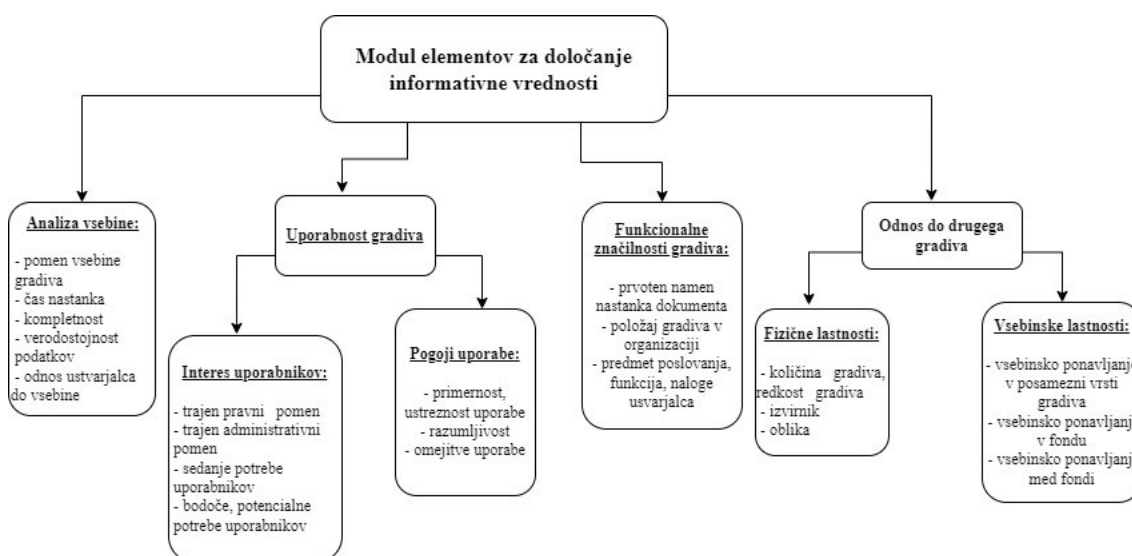 Modul elementov za določanje
informativne vrednosti
Analiza vsebine:
- pomen vsebine
gradiva
- čas nastanka
- kompletnost
- verodostojnost
podatkov
- odnos ustvarjalca
do vsebine
Uporabnost gradiva
Interes uporabnikov:
- trajen pravni pomen
- trajen administrativni
pomen
- sedanje potrebe
uporabnikov
- bodoče, potencialne
potrebe uporabnikov
Pogoji uporabe:
- primernost,
ustreznost uporabe
- razumljivost
- omejitve uporabe
Funkcionalne
značilnosti gradiva:
- prvoten namen
nastanka dokumenta
- položaj gradiva v
organizaciji
- predmet poslovanja,
funkcija, naloge
usvarjalca
Odnos do drugega
gradiva
Fizične lastnosti:
- količina gradiva,
redkost gradiva
- izvirnik
- oblika
Vsebinske lastnosti:
- vsebinsko ponavljanje
v posamezni vrsti
gradiva
- vsebinsko ponavljanje
v fondu
- vsebinsko ponavljanje
med fondi